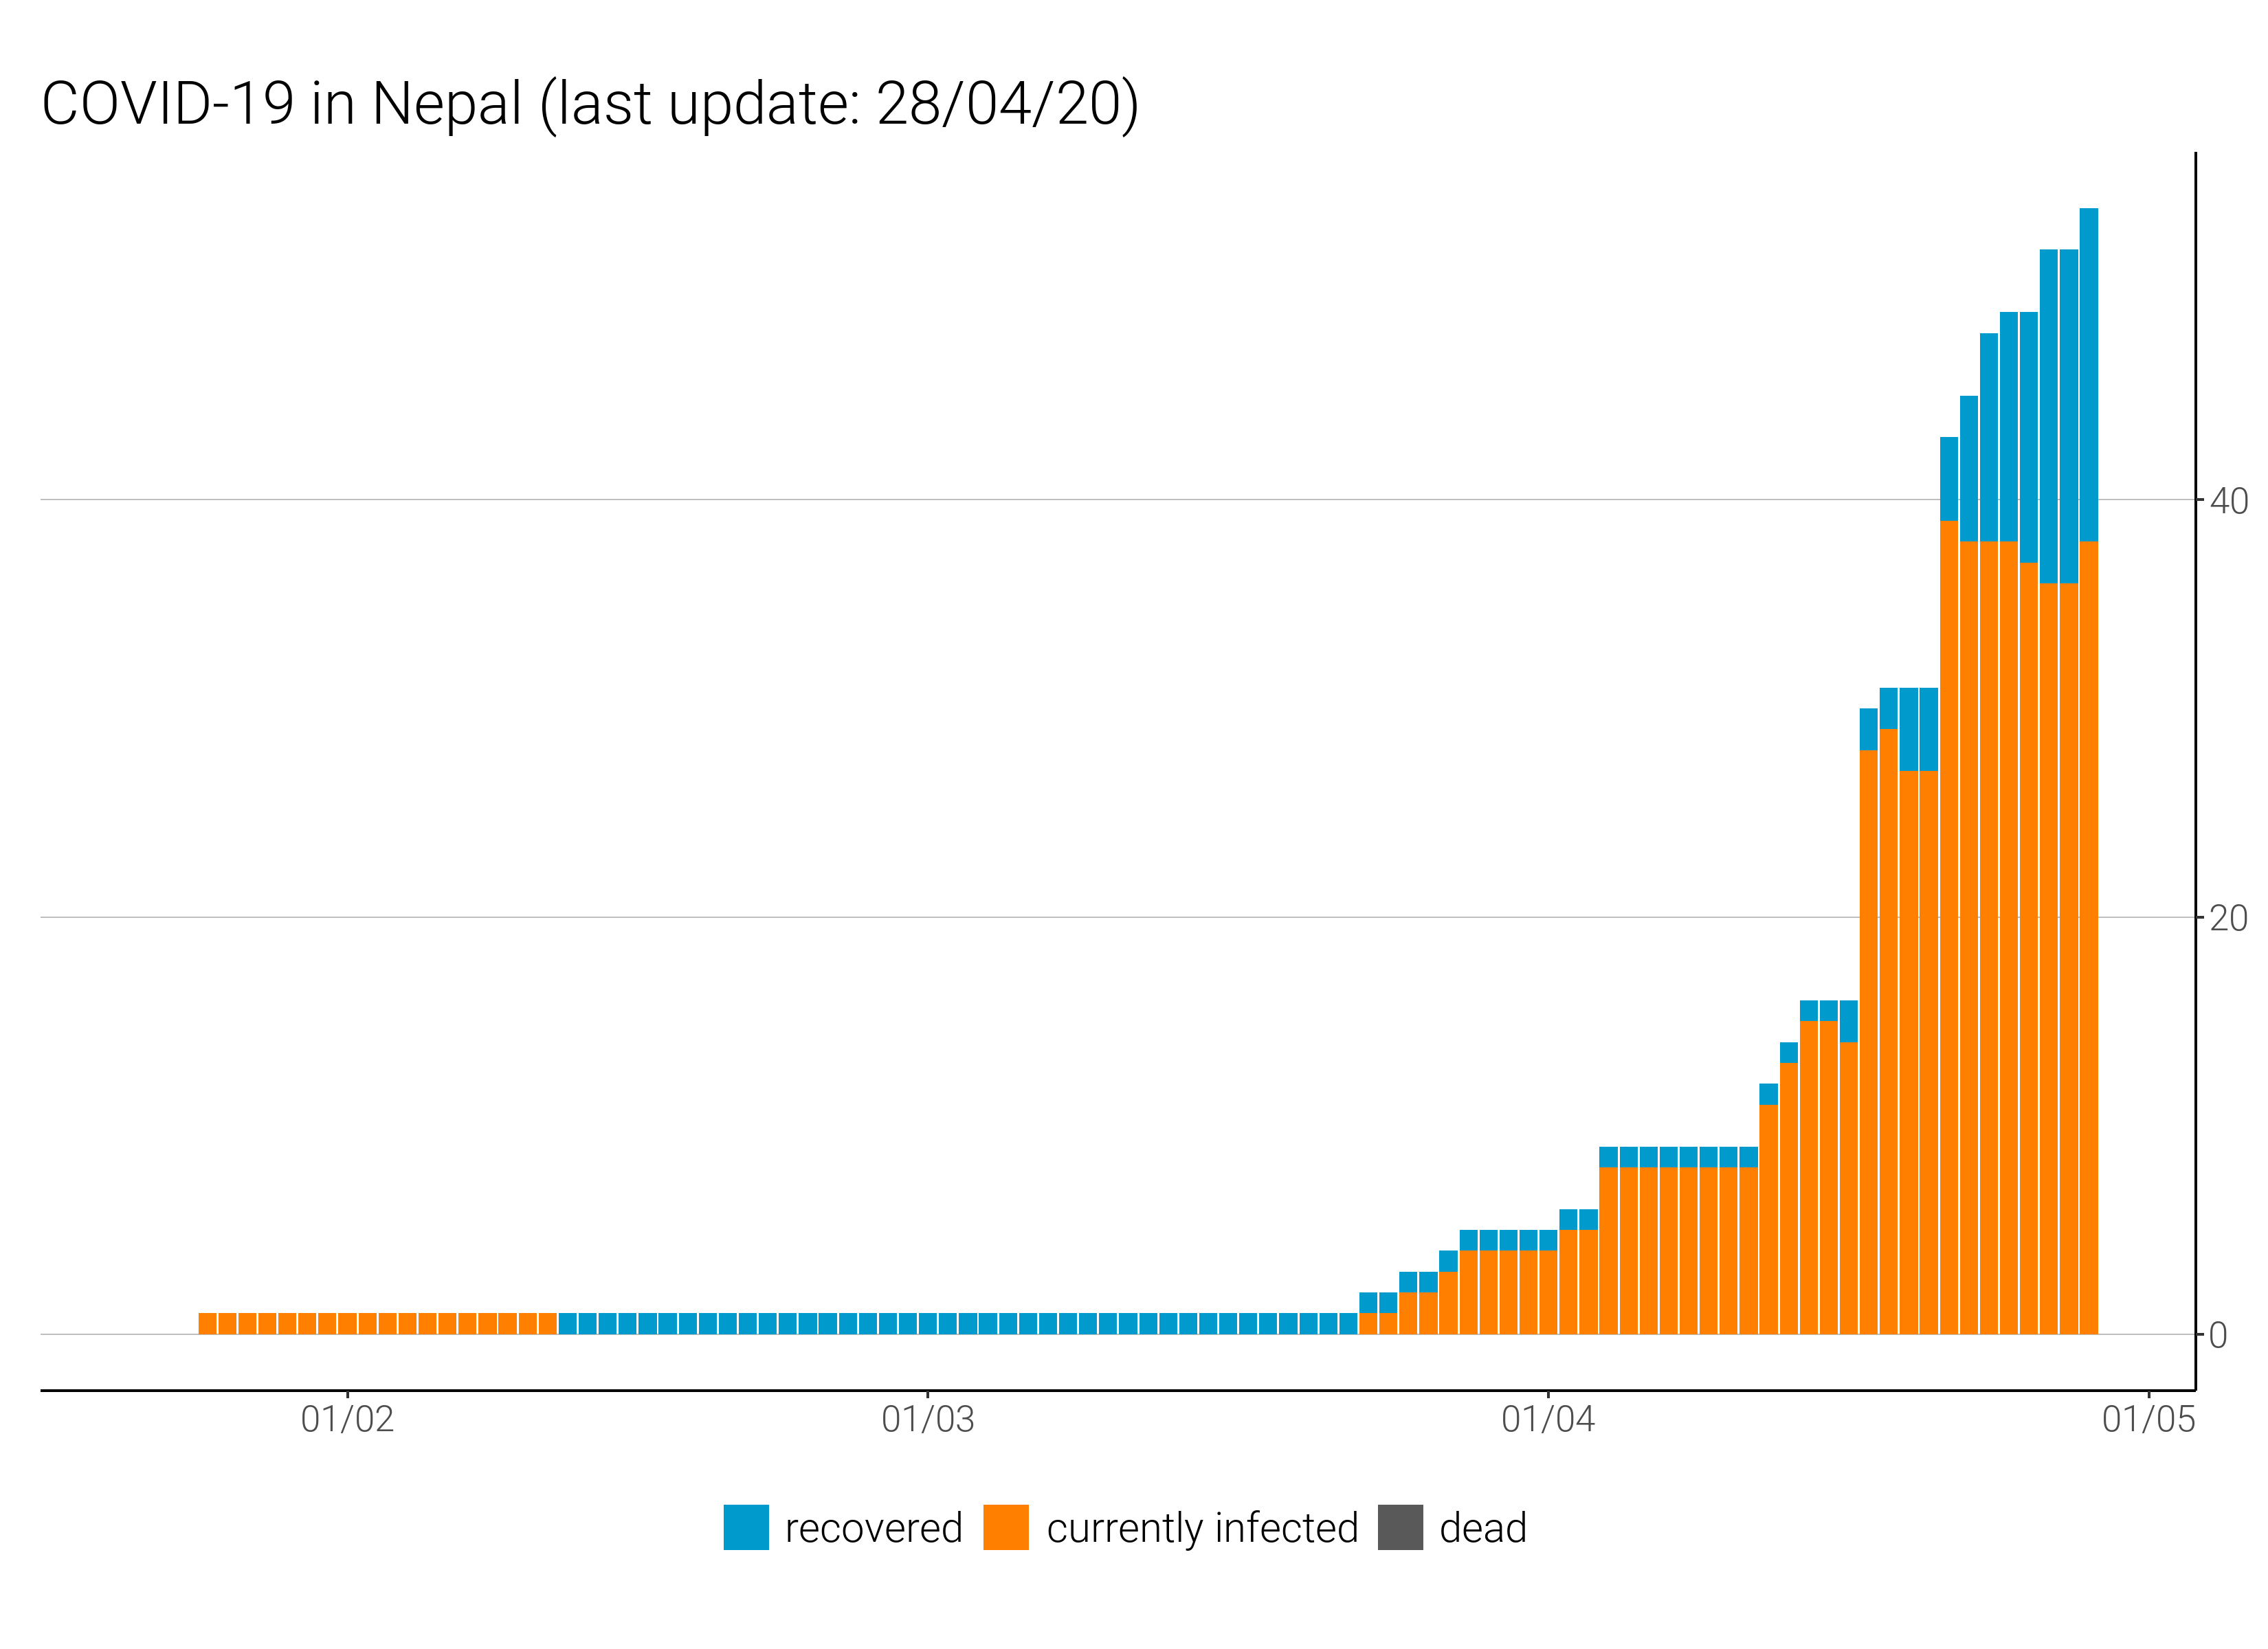 COVID-19 in Nepal (last update: 28/04/20)
40
20
0
01/02 01/03 01/04 01/05
recovered currently infected dead